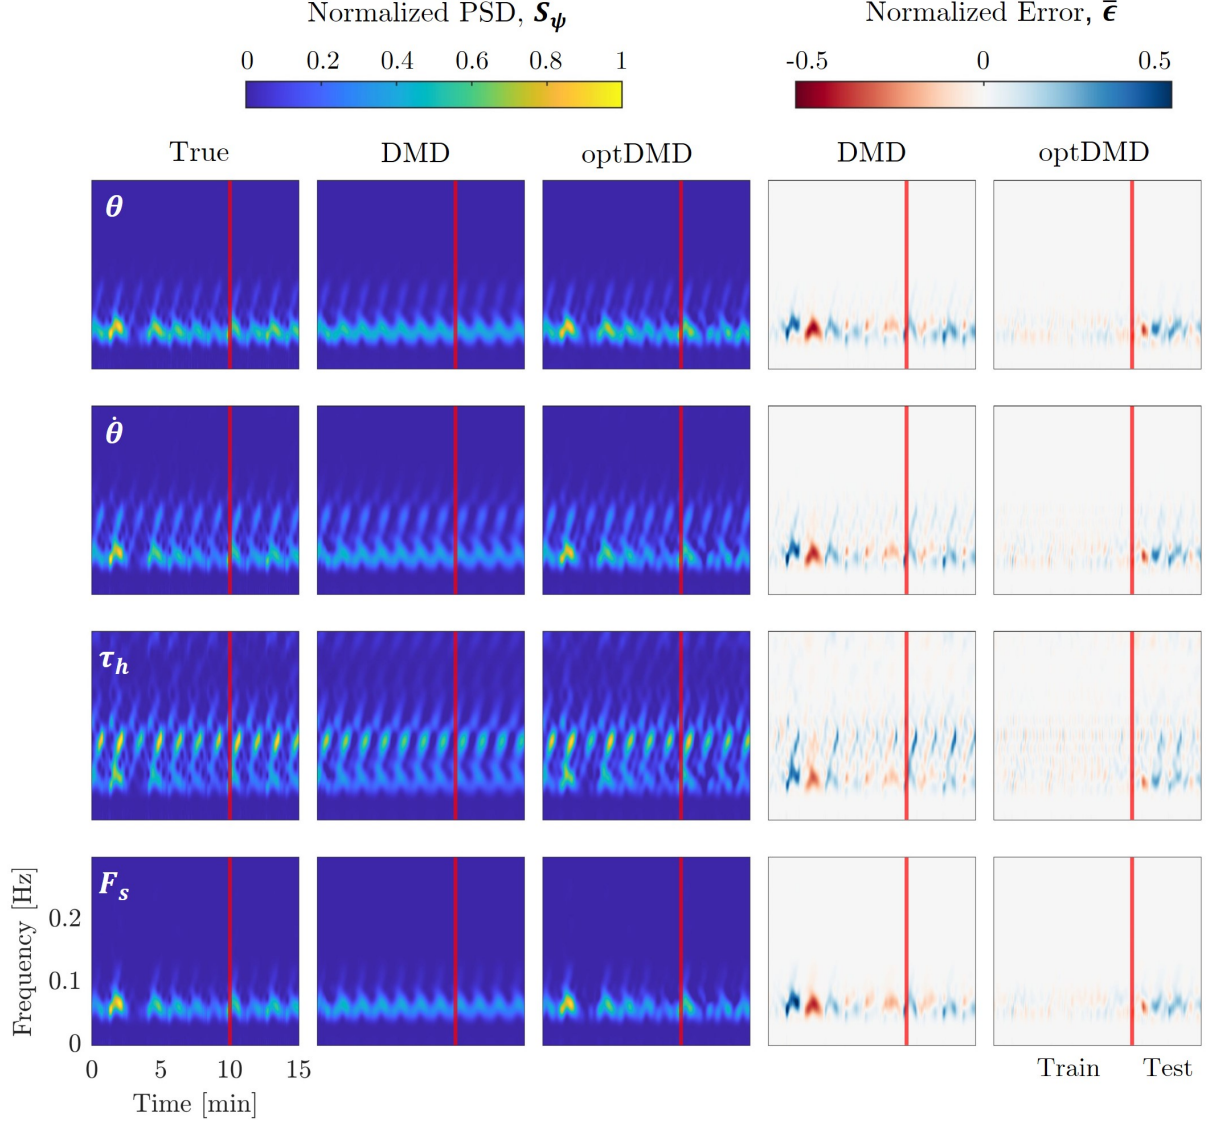 Normalized PSD, S_ψ
Normalized Error, ϵ̄
0 0.2 0.4 0.6 0.8 1
-0.5 0 0.5
True DMD optDMD DMD optDMD
θ
θ̇
τ_h
F_s
Frequency [Hz]
0.2
0.1
0
0 5 10 15
Train Test
Time [min]